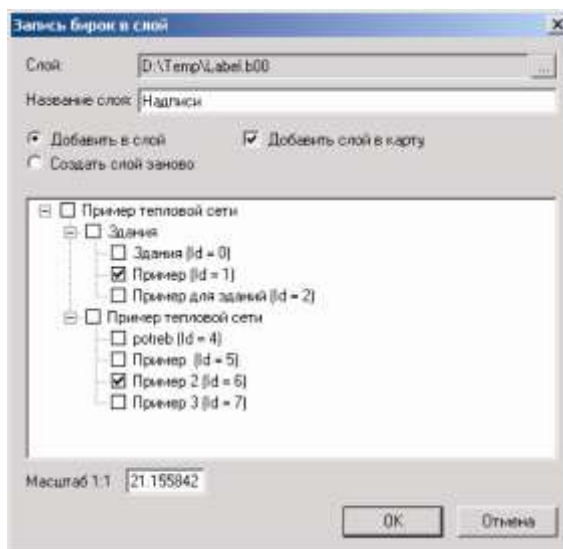 Запись бирок в слой
Слой: D:\Temp\Label.b00 ...
Название слоя: Надписи
Добавить в слой Добавить слой в карту
Создать слой заново
Пример тепловой сети
Здания
Здания (Id = 0)
Пример (Id = 1)
Пример для зданий (Id = 2)
Пример тепловой сети
potreb (Id = 4)
Пример (Id = 5)
Пример 2 (Id = 6)
Пример 3 (Id = 7)
Масштаб 1:1 21.155842
OK Отмена